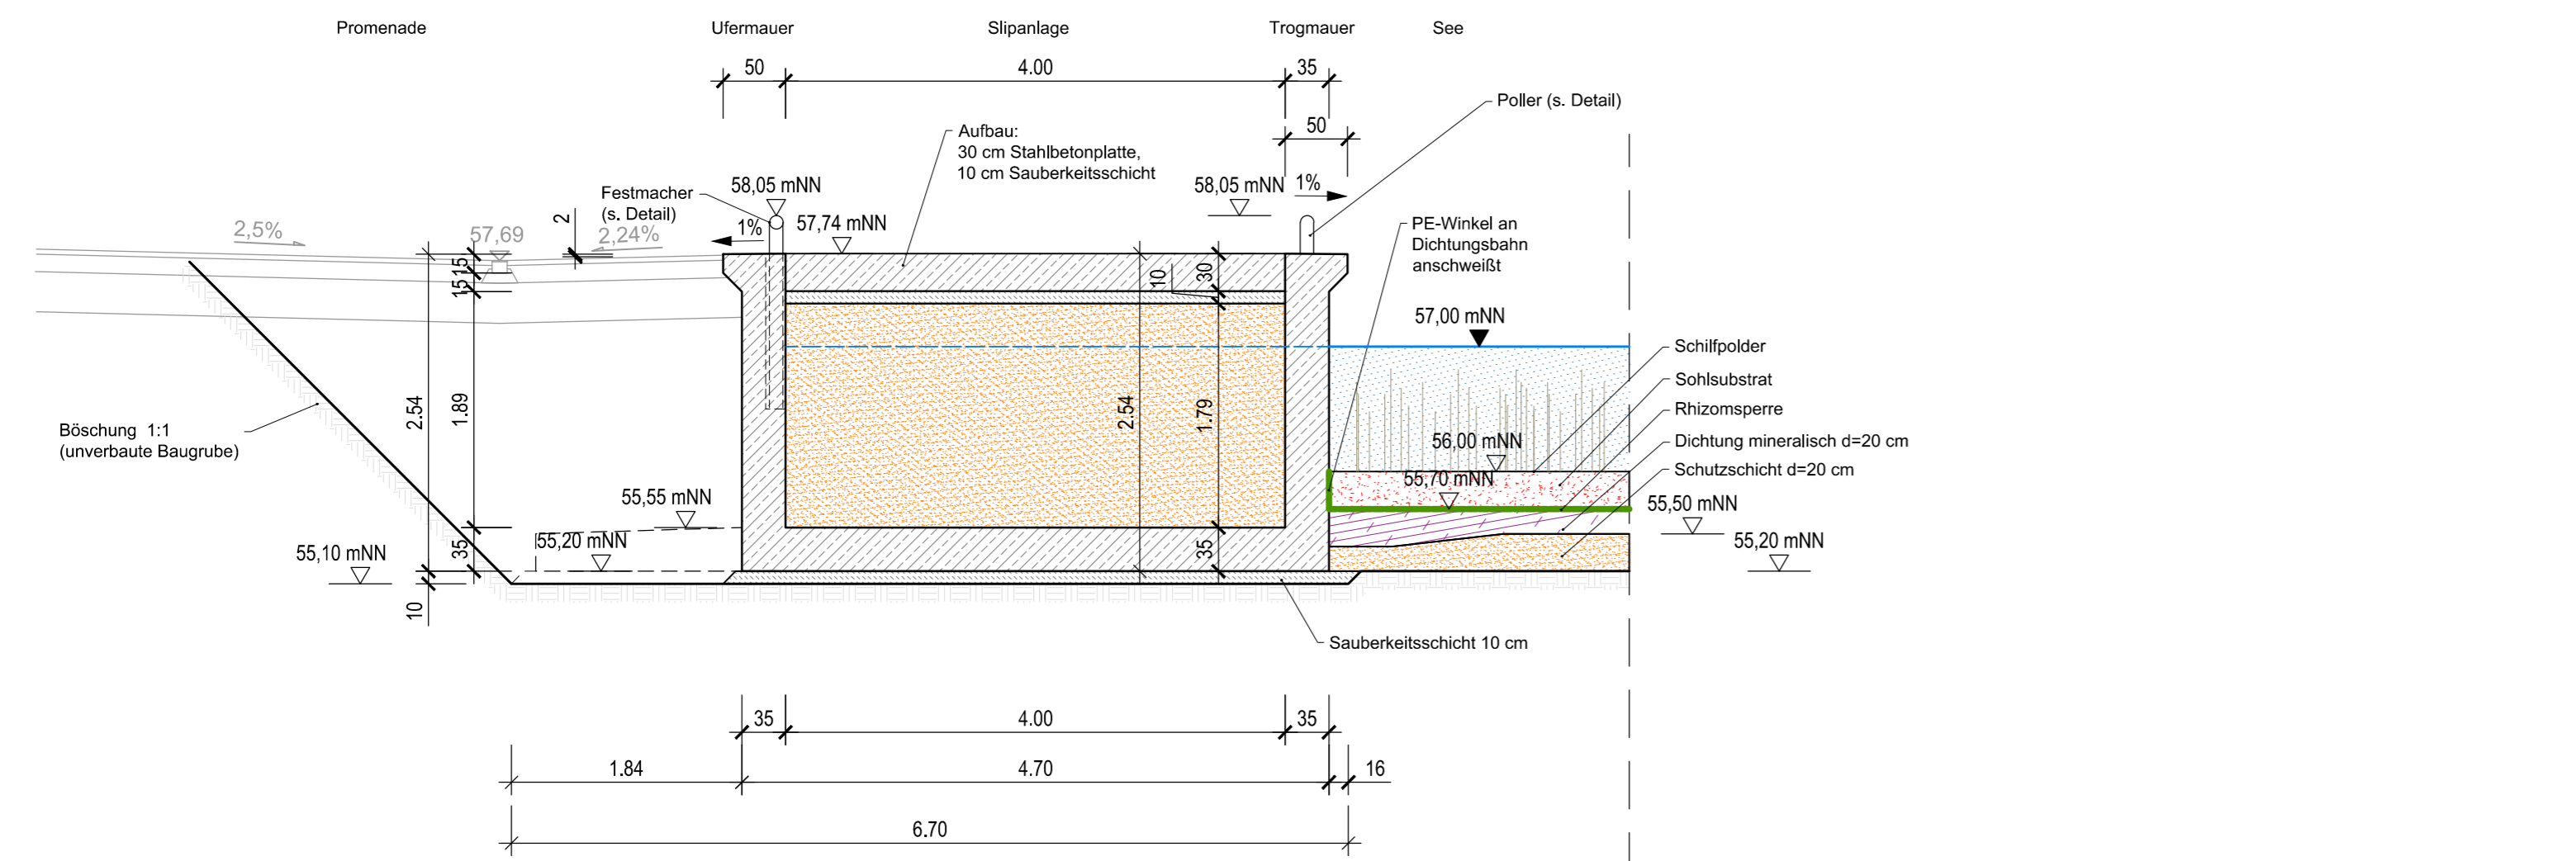 Promenade
Ufermauer
Slipanlage
Trogmauer
See
50
4.00
35
50
Poller (s. Detail)
Aufbau:
30 cm Stahlbetonplatte,
10 cm Sauberkeitsschicht
Festmacher
(s. Detail)
58,05 mNN
58,05 mNN
1%
1%
57,74 mNN
2,5%
57,69
2
2,24%
PE-Winkel an
Dichtungsbahn
anschweißt
15
15
10
30
57,00 mNN
Schilfpolder
Sohlsubstrat
Rhizomsperre
Dichtung mineralisch d=20 cm
Schutzschicht d=20 cm
2.54
1.89
2.54
1.79
Böschung 1:1
(unverbaute Baugrube)
56,00 mNN
55,70 mNN
55,50 mNN
55,20 mNN
55,55 mNN
55,20 mNN
55,10 mNN
35
35
10
Sauberkeitsschicht 10 cm
35
4.00
35
1.84
4.70
16
6.70